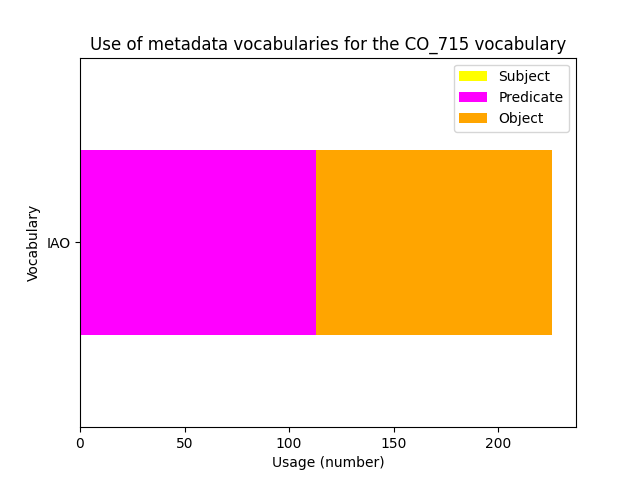 Use of metadata vocabularies for the CO_715 vocabulary
Subject
Predicate
Object
Vocabulary
IAO
0 50 100 150 200
Usage (number)